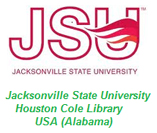 JSU
JACKSONVILLE STATE UNIVERSITY
Jacksonville State University
Houston Cole Library
USA (Alabama)